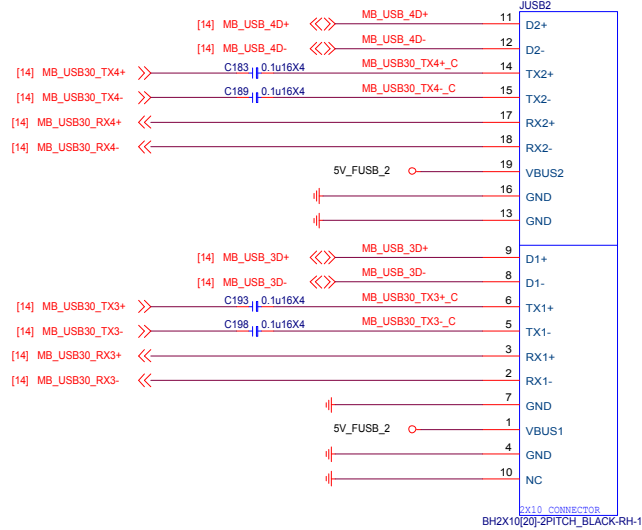 JUSB2
[14] MB_USB_4D+ MB_USB_4D+ 11 D2+
[14] MB_USB_4D- MB_USB_4D- 12 D2-
[14] MB_USB30_TX4+ C183 0.1u16X4 MB_USB30_TX4+_C 14 TX2+
[14] MB_USB30_TX4- C189 0.1u16X4 MB_USB30_TX4-_C 15 TX2-
[14] MB_USB30_RX4+ 17 RX2+
[14] MB_USB30_RX4- 18 RX2-
5V_FUSB_2 19 VBUS2
16 GND
13 GND
[14] MB_USB_3D+ MB_USB_3D+ 9 D1+
[14] MB_USB_3D- MB_USB_3D- 8 D1-
[14] MB_USB30_TX3+ C193 0.1u16X4 MB_USB30_TX3+_C 6 TX1+
[14] MB_USB30_TX3- C198 0.1u16X4 MB_USB30_TX3-_C 5 TX1-
[14] MB_USB30_RX3+ 3 RX1+
[14] MB_USB30_RX3- 2 RX1-
7 GND
5V_FUSB_2 1 VBUS1
4 GND
10 NC
2X10 CONNECTOR
BH2X10[20]-2PITCH_BLACK-RH-1